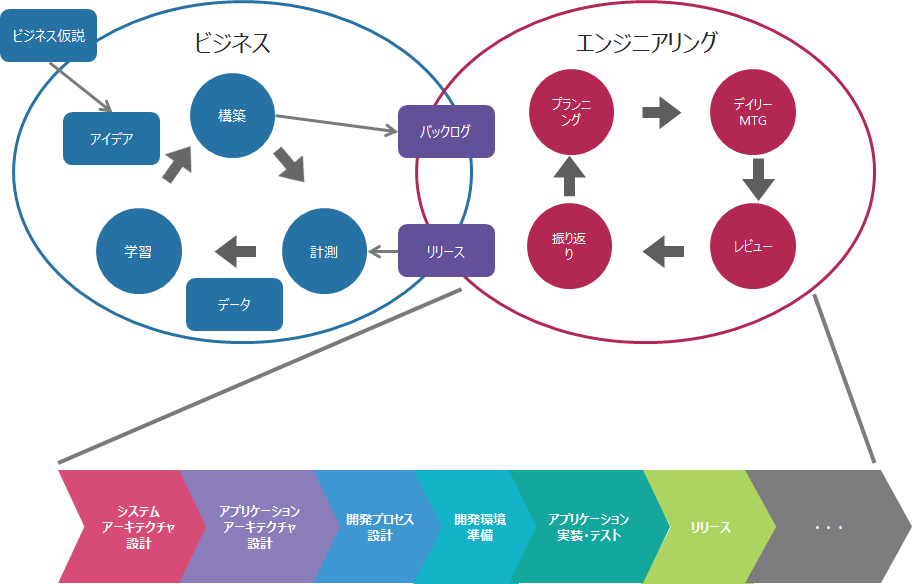 ビジネス仮説
ビジネス
エンジニアリング
アイデア
構築
バックログ
プランニ
ング
デイリー
MTG
学習
計測
リリース
振り返
り
レビュー
データ
システム
アーキテクチャ
設計
アプリケーション
アーキテクチャ
設計
開発プロセス
設計
開発環境
準備
アプリケーション
実装・テスト
リリース
・・・